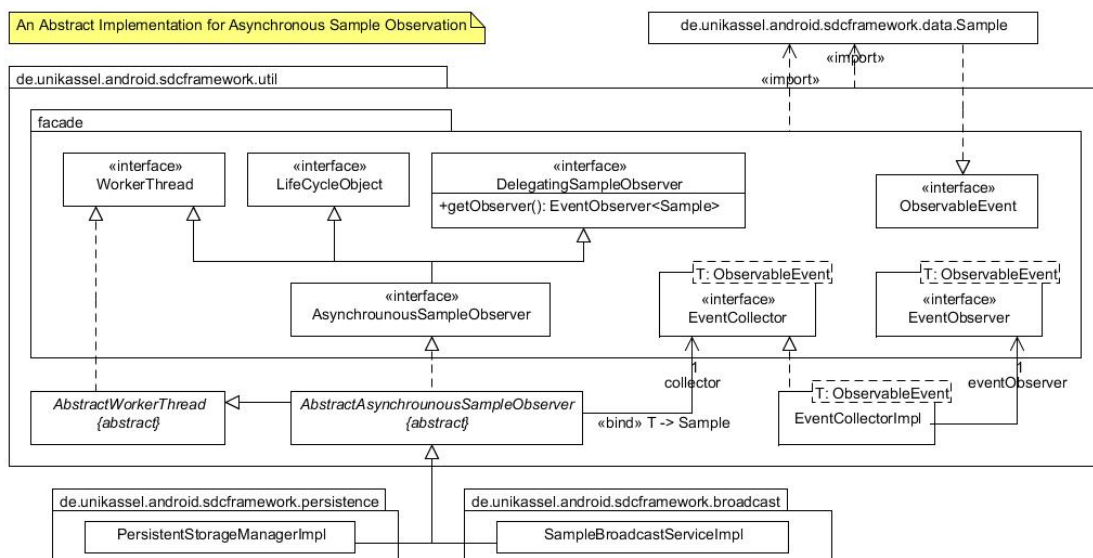 An Abstract Implementation for Asynchronous Sample Observation
de.unikassel.android.sdcframework.data.Sample
«import»
«import»
de.unikassel.android.sdcframework.util
facade
«interface»
WorkerThread
«interface»
LifeCycleObject
«interface»
DelegatingSampleObserver
+getObserver(): EventObserver<Sample>
«interface»
ObservableEvent
T: ObservableEvent
«interface»
EventCollector
T: ObservableEvent
«interface»
EventObserver
«interface»
AsynchrounousSampleObserver
1
collector
1
eventObserver
AbstractWorkerThread
{abstract}
AbstractAsynchrounousSampleObserver
{abstract}
«bind» T -> Sample
T: ObservableEvent
EventCollectorImpl
de.unikassel.android.sdcframework.persistence
PersistentStorageManagerImpl
de.unikassel.android.sdcframework.broadcast
SampleBroadcastServiceImpl